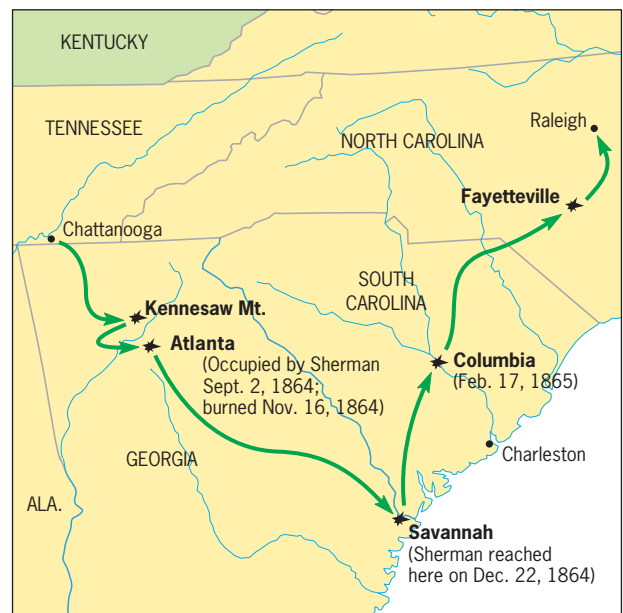 KENTUCKY
TENNESSEE
Raleigh
NORTH CAROLINA
Fayetteville
Chattanooga
SOUTH
CAROLINA
Kennesaw Mt.
Atlanta
(Occupied by Sherman
Sept. 2, 1864;
burned Nov. 16, 1864)
Columbia
(Feb. 17, 1865)
Charleston
GEORGIA
ALA.
Savannah
(Sherman reached
here on Dec. 22, 1864)